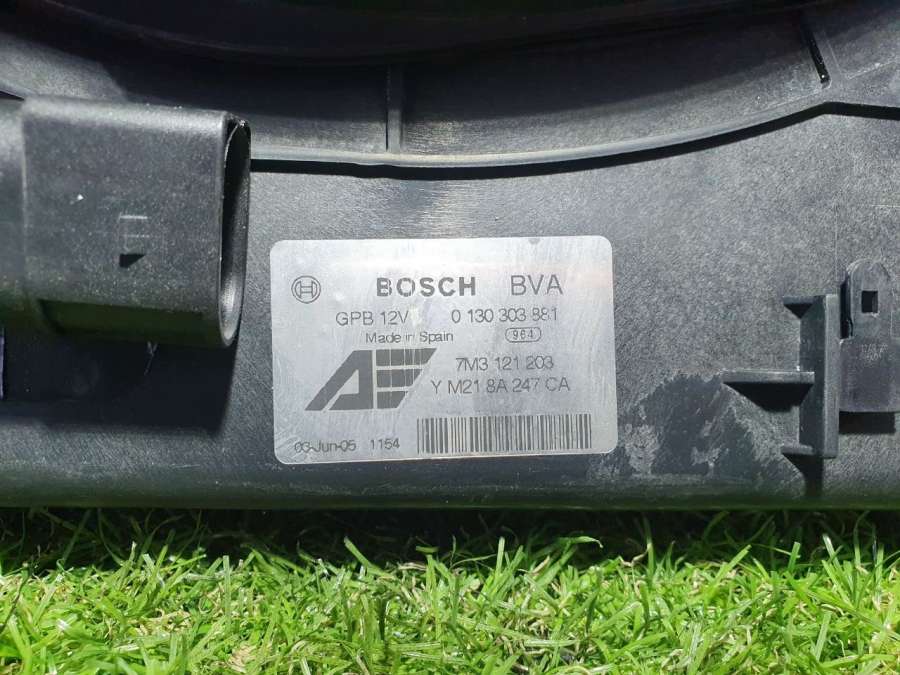 BOSCH BVA
GPB 12V 0 130 303 881
Made in Spain 964
7M3 121 203
YM21 8A 247 CA
03-Jun-05 1154